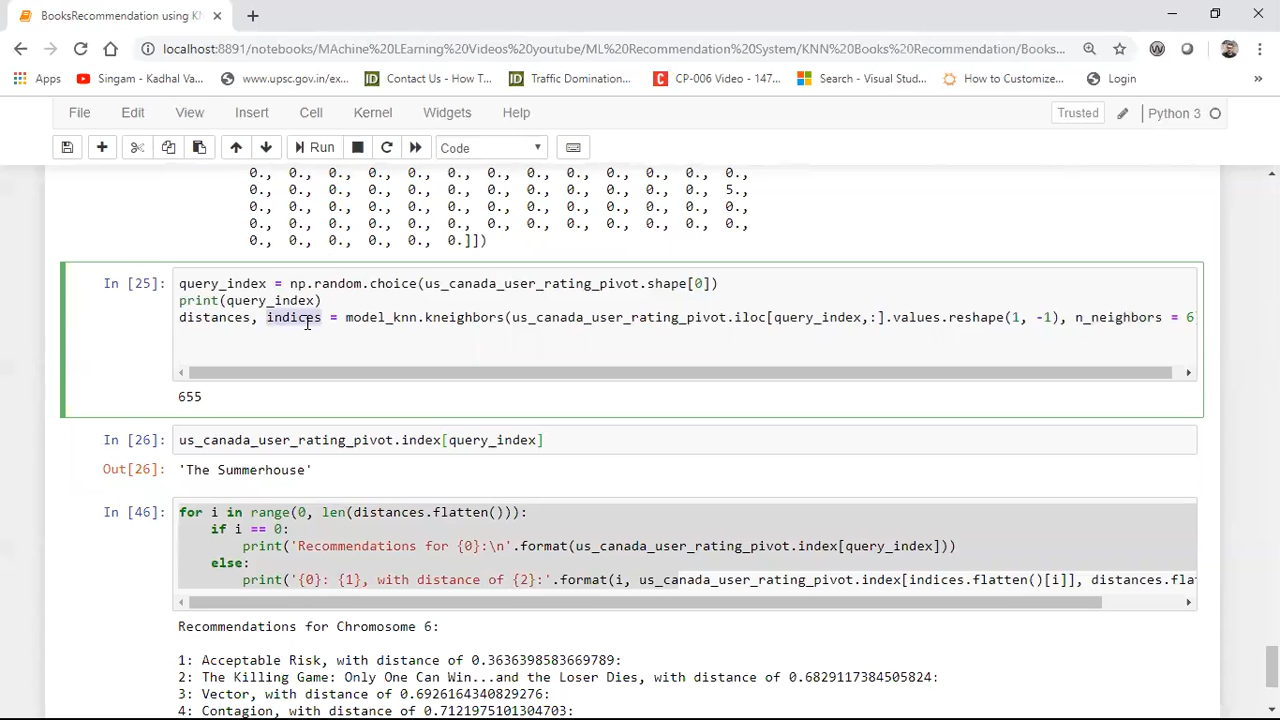 BooksRecommendation using KN
localhost:8891/notebooks/MAchine%20LEarning%20Videos%20youtube/ML%20Recommendation%20System/KNN%20Books%20Recommendation/Books...
Apps Singam - Kadhal Va... www.upsc.gov.in/ex... Contact Us - How T... Traffic Domination... CP-006 Video - 147... Search - Visual Stud... How to Customize... Login
File Edit View Insert Cell Kernel Widgets Help Trusted Python 3
Run Code
0., 0., 0., 0., 0., 0., 0., 0., 0., 0., 0., 0., 0.,
0., 0., 0., 0., 0., 0., 0., 0., 0., 0., 0., 0., 5.,
0., 0., 0., 0., 0., 0., 0., 0., 0., 0., 0., 0., 0.,
0., 0., 0., 0., 0., 0., 0., 0., 0., 0., 0., 0., 0.,
0., 0., 0., 0., 0., 0.]])
In [25]: query_index = np.random.choice(us_canada_user_rating_pivot.shape[0])
print(query_index)
distances, indices = model_knn.kneighbors(us_canada_user_rating_pivot.iloc[query_index,:].values.reshape(1, -1), n_neighbors = 6
655
In [26]: us_canada_user_rating_pivot.index[query_index]
Out[26]: 'The Summerhouse'
In [46]: for i in range(0, len(distances.flatten())):
if i == 0:
print('Recommendations for {0}:\n'.format(us_canada_user_rating_pivot.index[query_index]))
else:
print('{0}: {1}, with distance of {2}:'.format(i, us_canada_user_rating_pivot.index[indices.flatten()[i]], distances.fla
Recommendations for Chromosome 6:
1: Acceptable Risk, with distance of 0.3636398583669789:
2: The Killing Game: Only One Can Win...and the Loser Dies, with distance of 0.6829117384505824:
3: Vector, with distance of 0.6926164340829276:
4: Contagion, with distance of 0.7121975101304703: